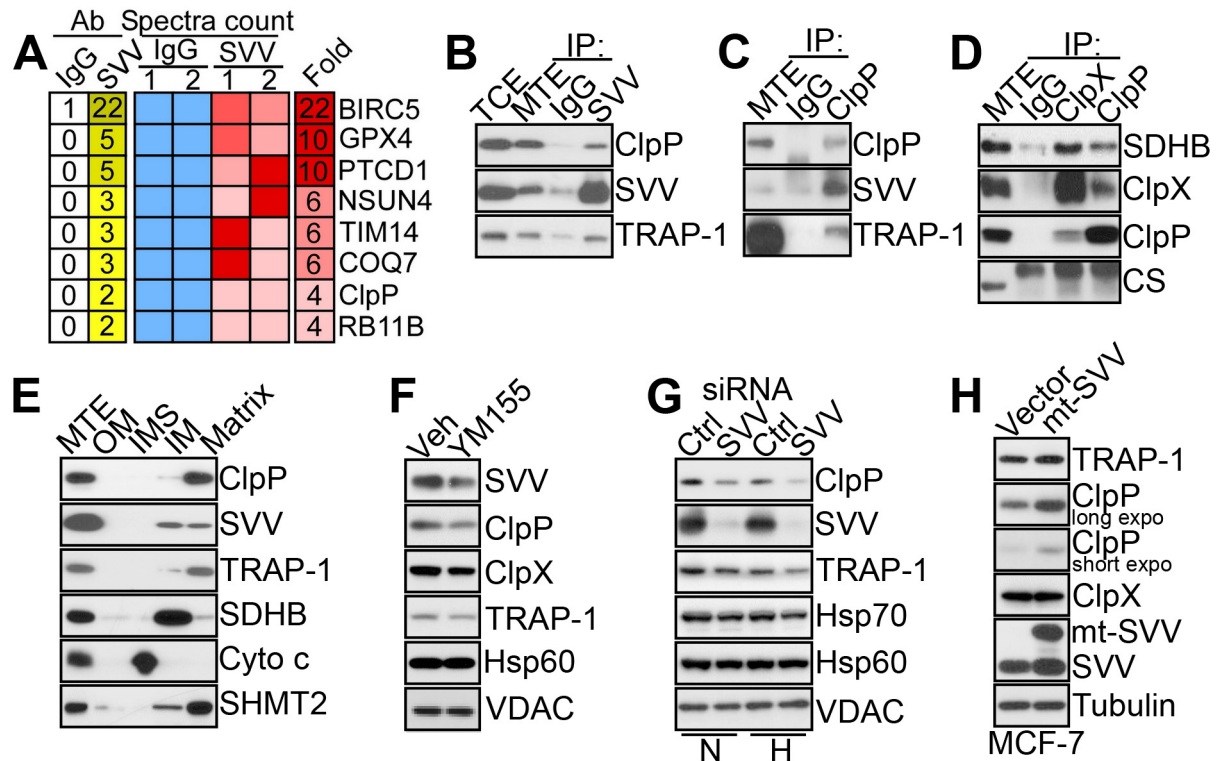 A
Ab Spectra count
IgG SVV IgG SVV Fold
1 2 1 2
1 22 22 BIRC5
0 5 10 GPX4
0 5 10 PTCD1
0 3 6 NSUN4
0 3 6 TIM14
0 3 6 COQ7
0 2 4 ClpP
0 2 4 RB11B
B
IP:
TCE MTE IgG SVV
ClpP
SVV
TRAP-1
C
IP:
MTE IgG ClpP
ClpP
SVV
TRAP-1
D
IP:
MTE IgG ClpX ClpP
SDHB
ClpX
ClpP
CS
E
MTE OM IMS IM Matrix
ClpP
SVV
TRAP-1
SDHB
Cyto c
SHMT2
F
Veh YM155
SVV
ClpP
ClpX
TRAP-1
Hsp60
VDAC
G
siRNA
Ctrl SVV Ctrl SVV
ClpP
SVV
TRAP-1
Hsp70
Hsp60
VDAC
N H
H
Vector mt-SVV
TRAP-1
ClpP
long expo
ClpP
short expo
ClpX
mt-SVV
SVV
Tubulin
MCF-7